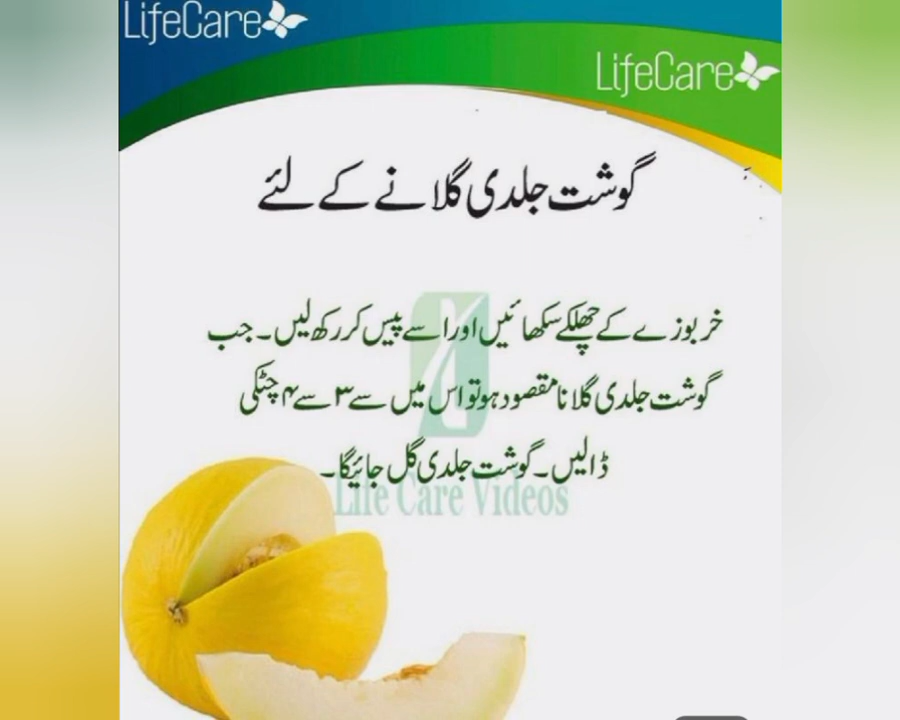 LifeCare
LifeCare
گوشت جلدی گلانے کے لئے
خربوزے کے چھلکے سکھائیں اور اسے پیس کر رکھ لیں۔ جب
گوشت جلدی گلانا مقصود ہو تو اس میں سے ۳ سے ۴ چٹکی
ڈالیں۔ گوشت جلدی گل جائیگا۔
Life Care Videos